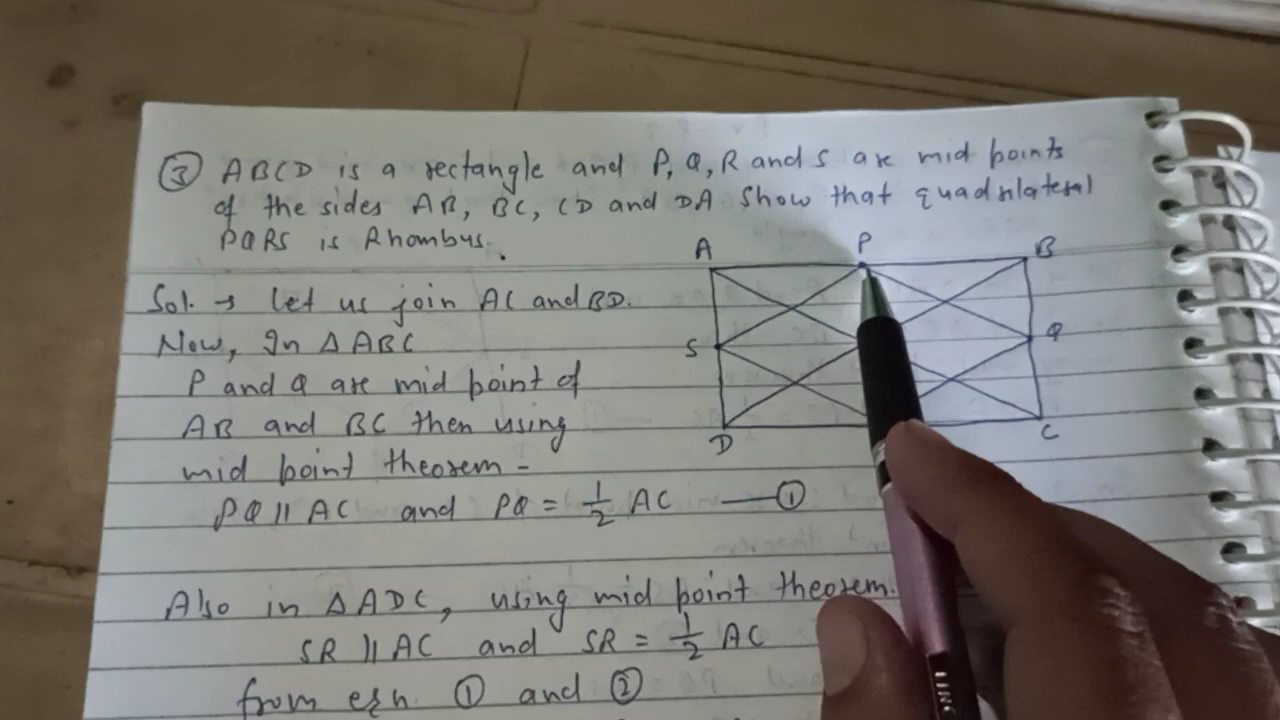 ③ ABCD is a rectangle and P, Q, R and S are mid points
of the sides AB, BC, CD and DA Show that quadrilateral
PQRS is Rhombus.
A P B
Sol. → Let us join AC and BD.
Now, In △ABC
S Q
P and Q are mid point of
AB and BC then using
D C
mid point theorem -
PQ || AC and PQ = 1/2 AC —①
Also in △ADC, using mid point theorem.
SR || AC and SR = 1/2 AC
from eqn. ① and ②
LINC